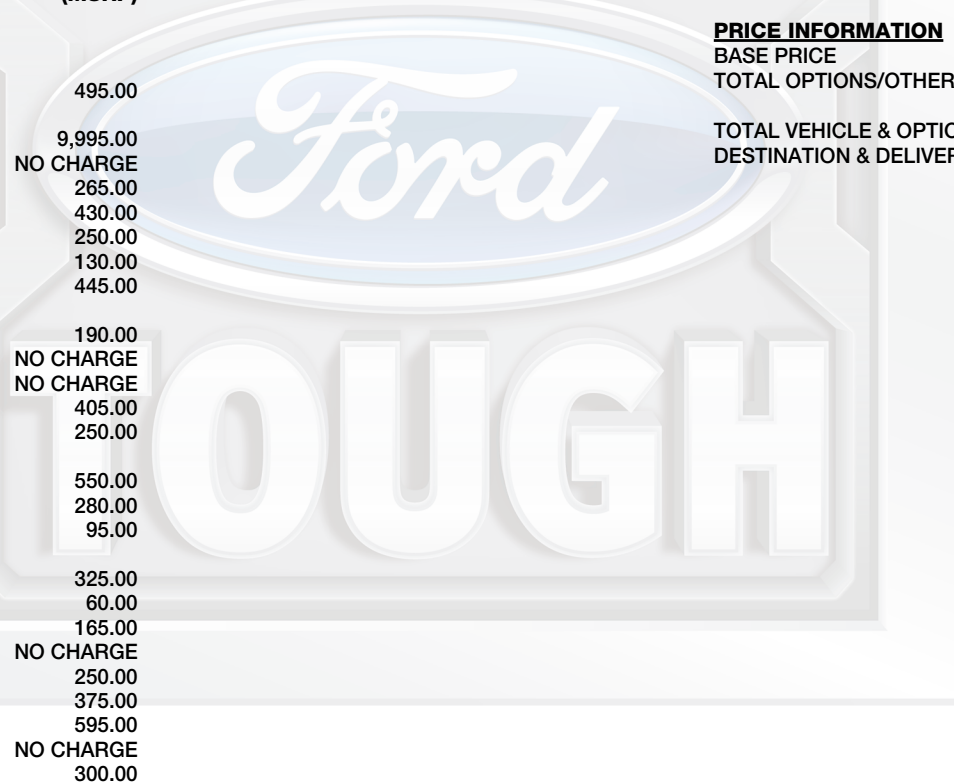 PRICE INFORMATION
BASE PRICE
TOTAL OPTIONS/OTHER
TOTAL VEHICLE &
DESTINATION &
495.00
9,995.00
NO CHARGE
265.00
430.00
250.00
130.00
445.00
190.00
NO CHARGE
NO CHARGE
405.00
250.00
550.00
280.00
95.00
325.00
60.00
165.00
NO CHARGE
250.00
375.00
595.00
NO CHARGE
300.00
Ford
TOUGH